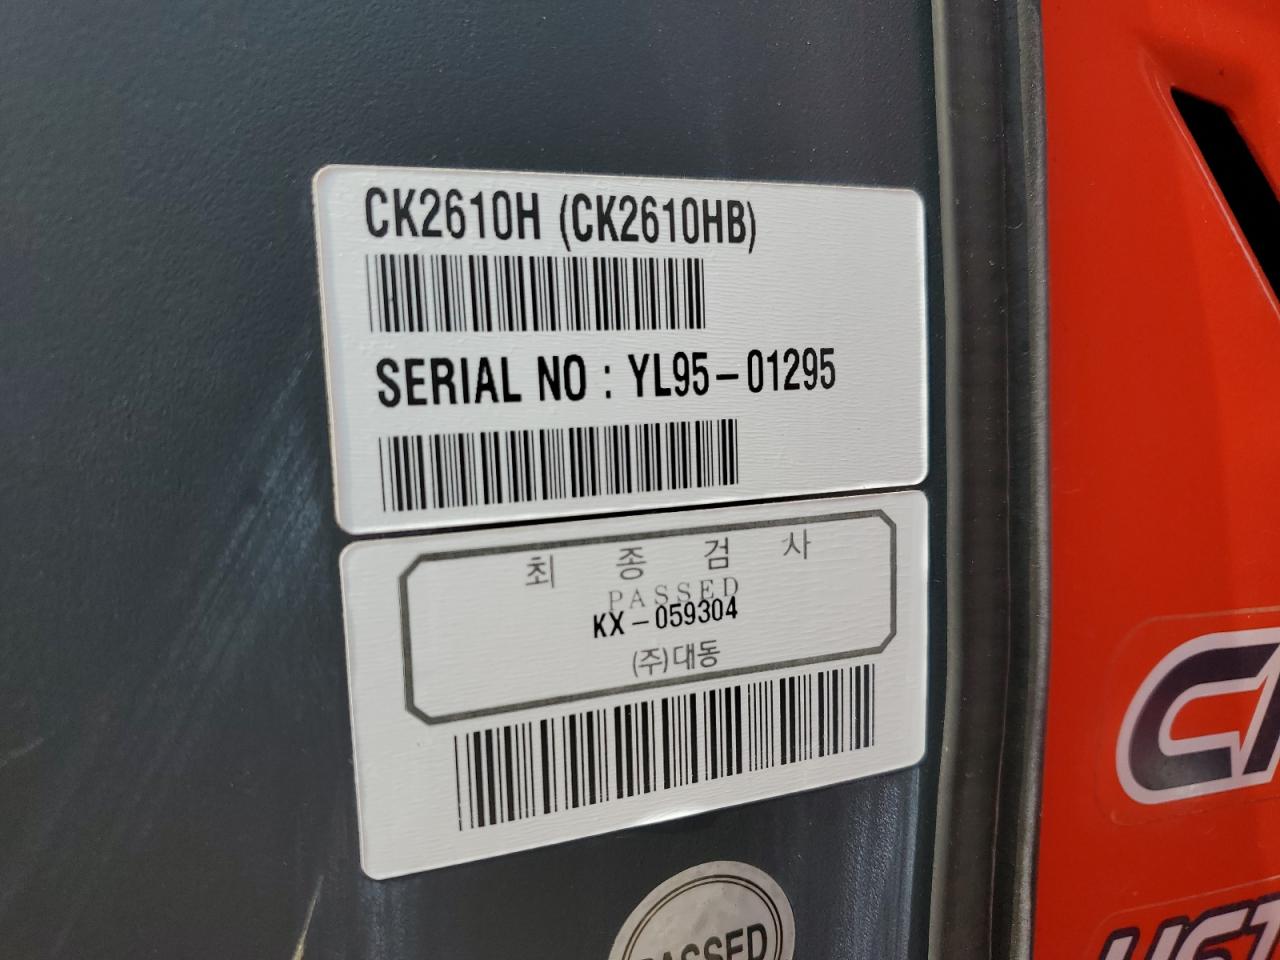 CK2610H (CK2610HB)
SERIAL NO : YL95-01295
최 종 검 사
PASSED
KX-059304
(주)대동
PASSED